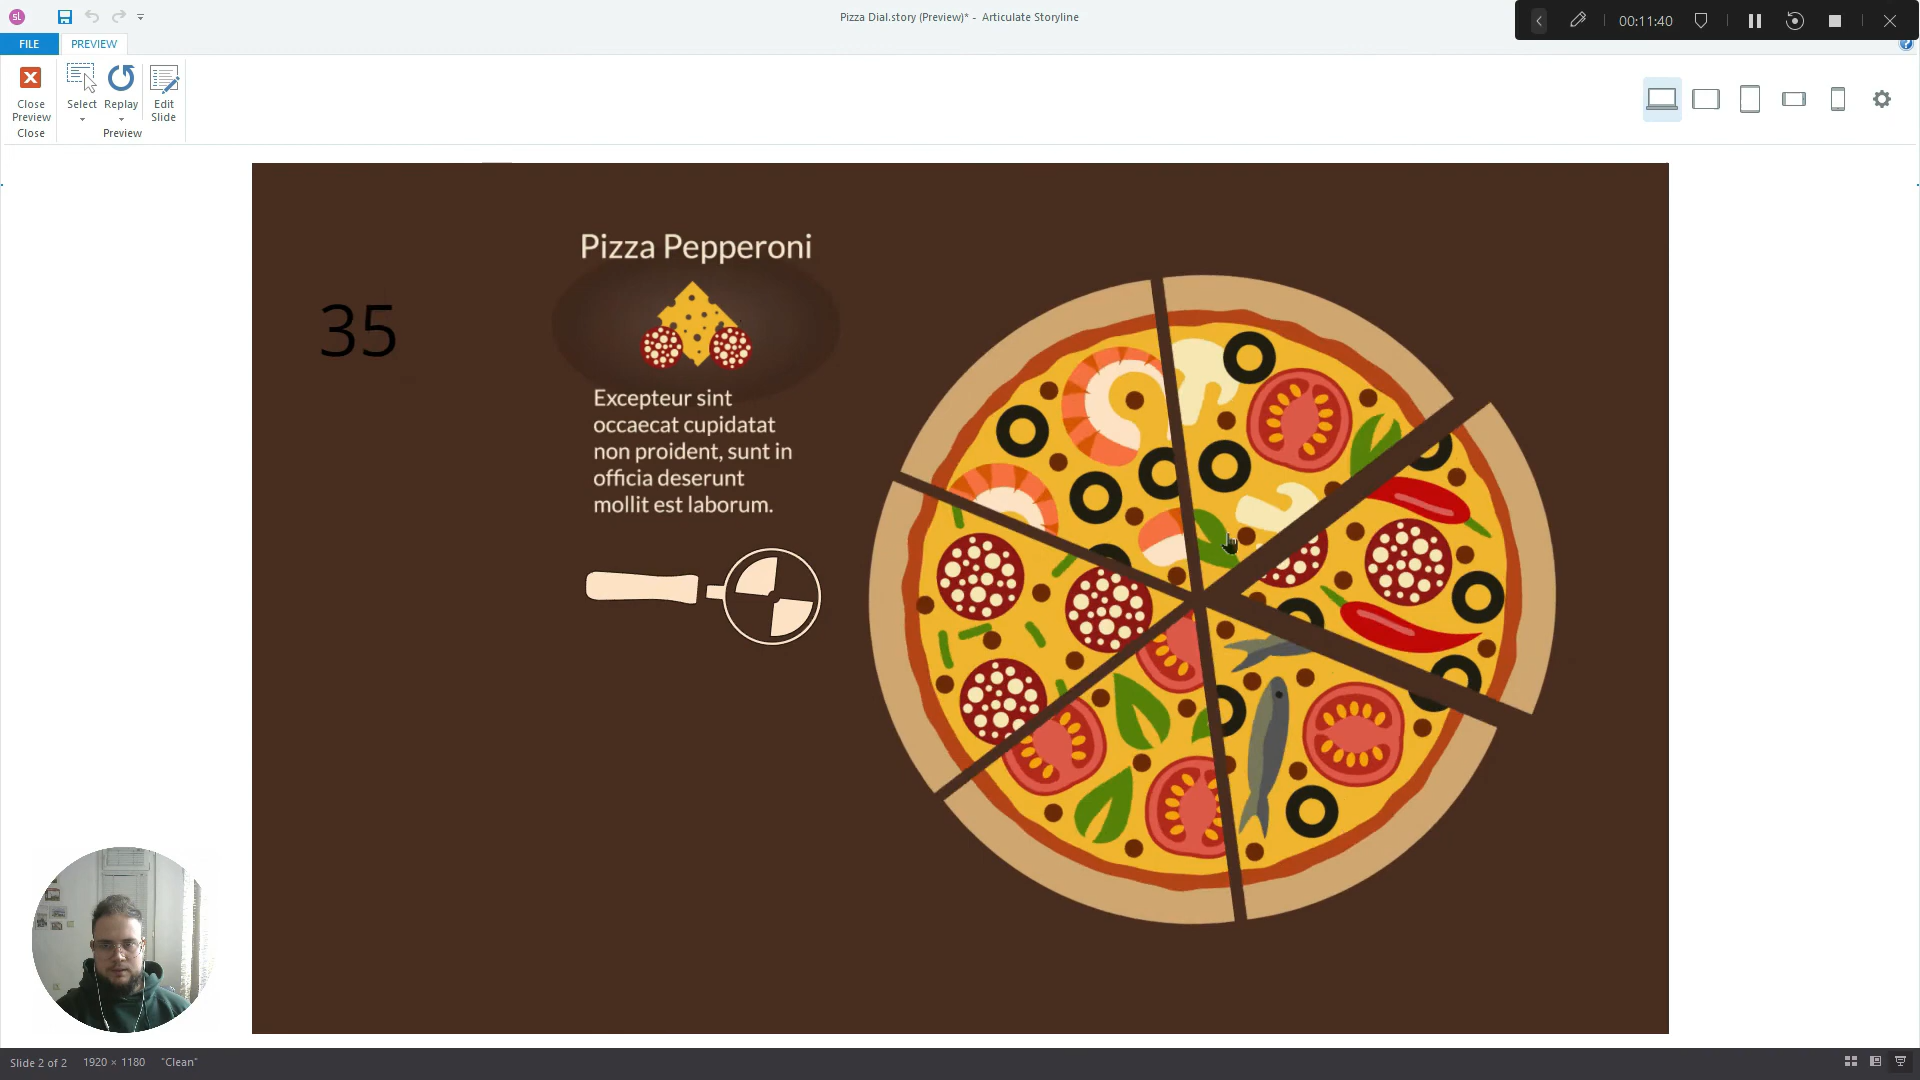 sl
Pizza Dial.story (Preview)* - Articulate Storyline
00:11:40
FILE
PREVIEW
?
Close
Preview
Select
Replay
Edit
Slide
Close
Preview
Pizza Pepperoni
35
Excepteur sint
occaecat cupidatat
non proident, sunt in
officia deserunt
mollit est laborum.
Slide 2 of 2
1920 × 1180
"Clean"